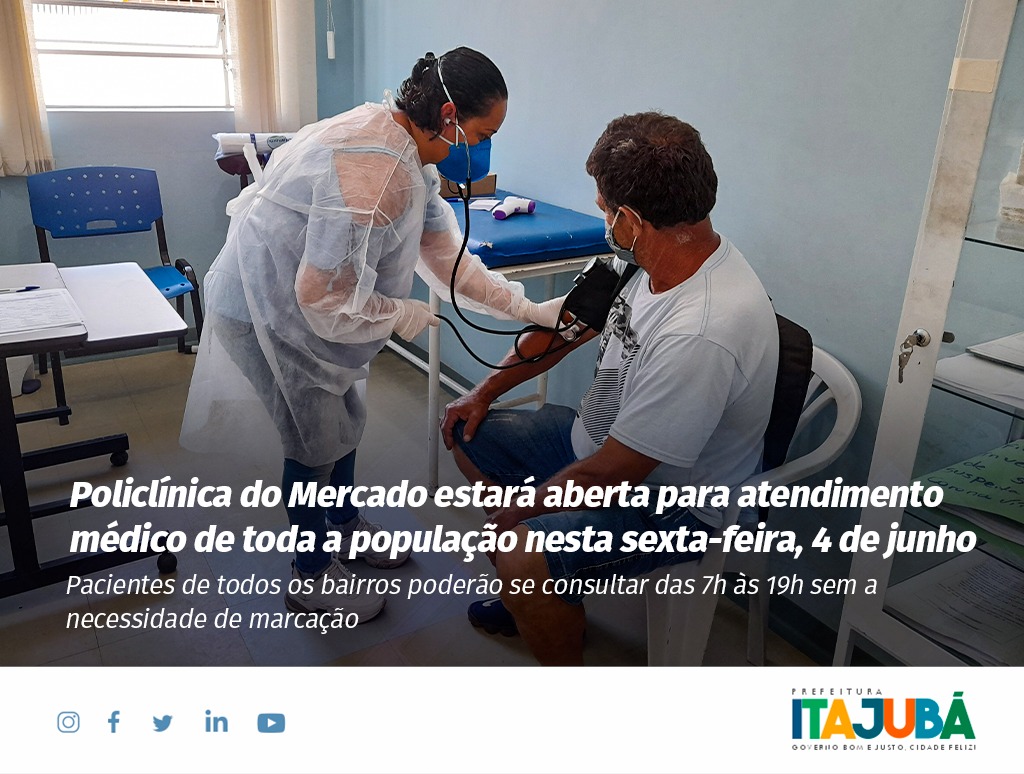 Policlínica do Mercado estará aberta para atendimento
médico de toda a população nesta sexta-feira, 4 de junho
Pacientes de todos os bairros poderão se consultar das 7h às 19h sem a
necessidade de marcação
PREFEITURA
ITAJUBÁ
GOVERNO BOM E JUSTO, CIDADE FELIZ!